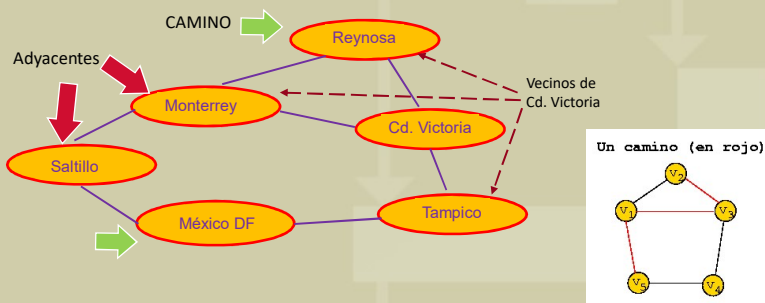 CAMINO
Reynosa
Adyacentes
Monterrey
Vecinos de
Cd. Victoria
Cd. Victoria
Saltillo
México DF
Tampico
Un camino (en rojo)
V2
V1
V3
V5
V4